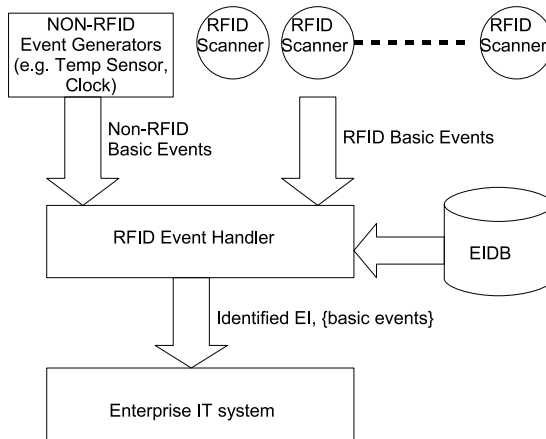 NON-RFID
Event Generators
(e.g. Temp Sensor,
Clock)
RFID
Scanner
RFID
Scanner
RFID
Scanner
Non-RFID
Basic Events
RFID Basic Events
RFID Event Handler
EIDB
Identified EI, {basic events}
Enterprise IT system